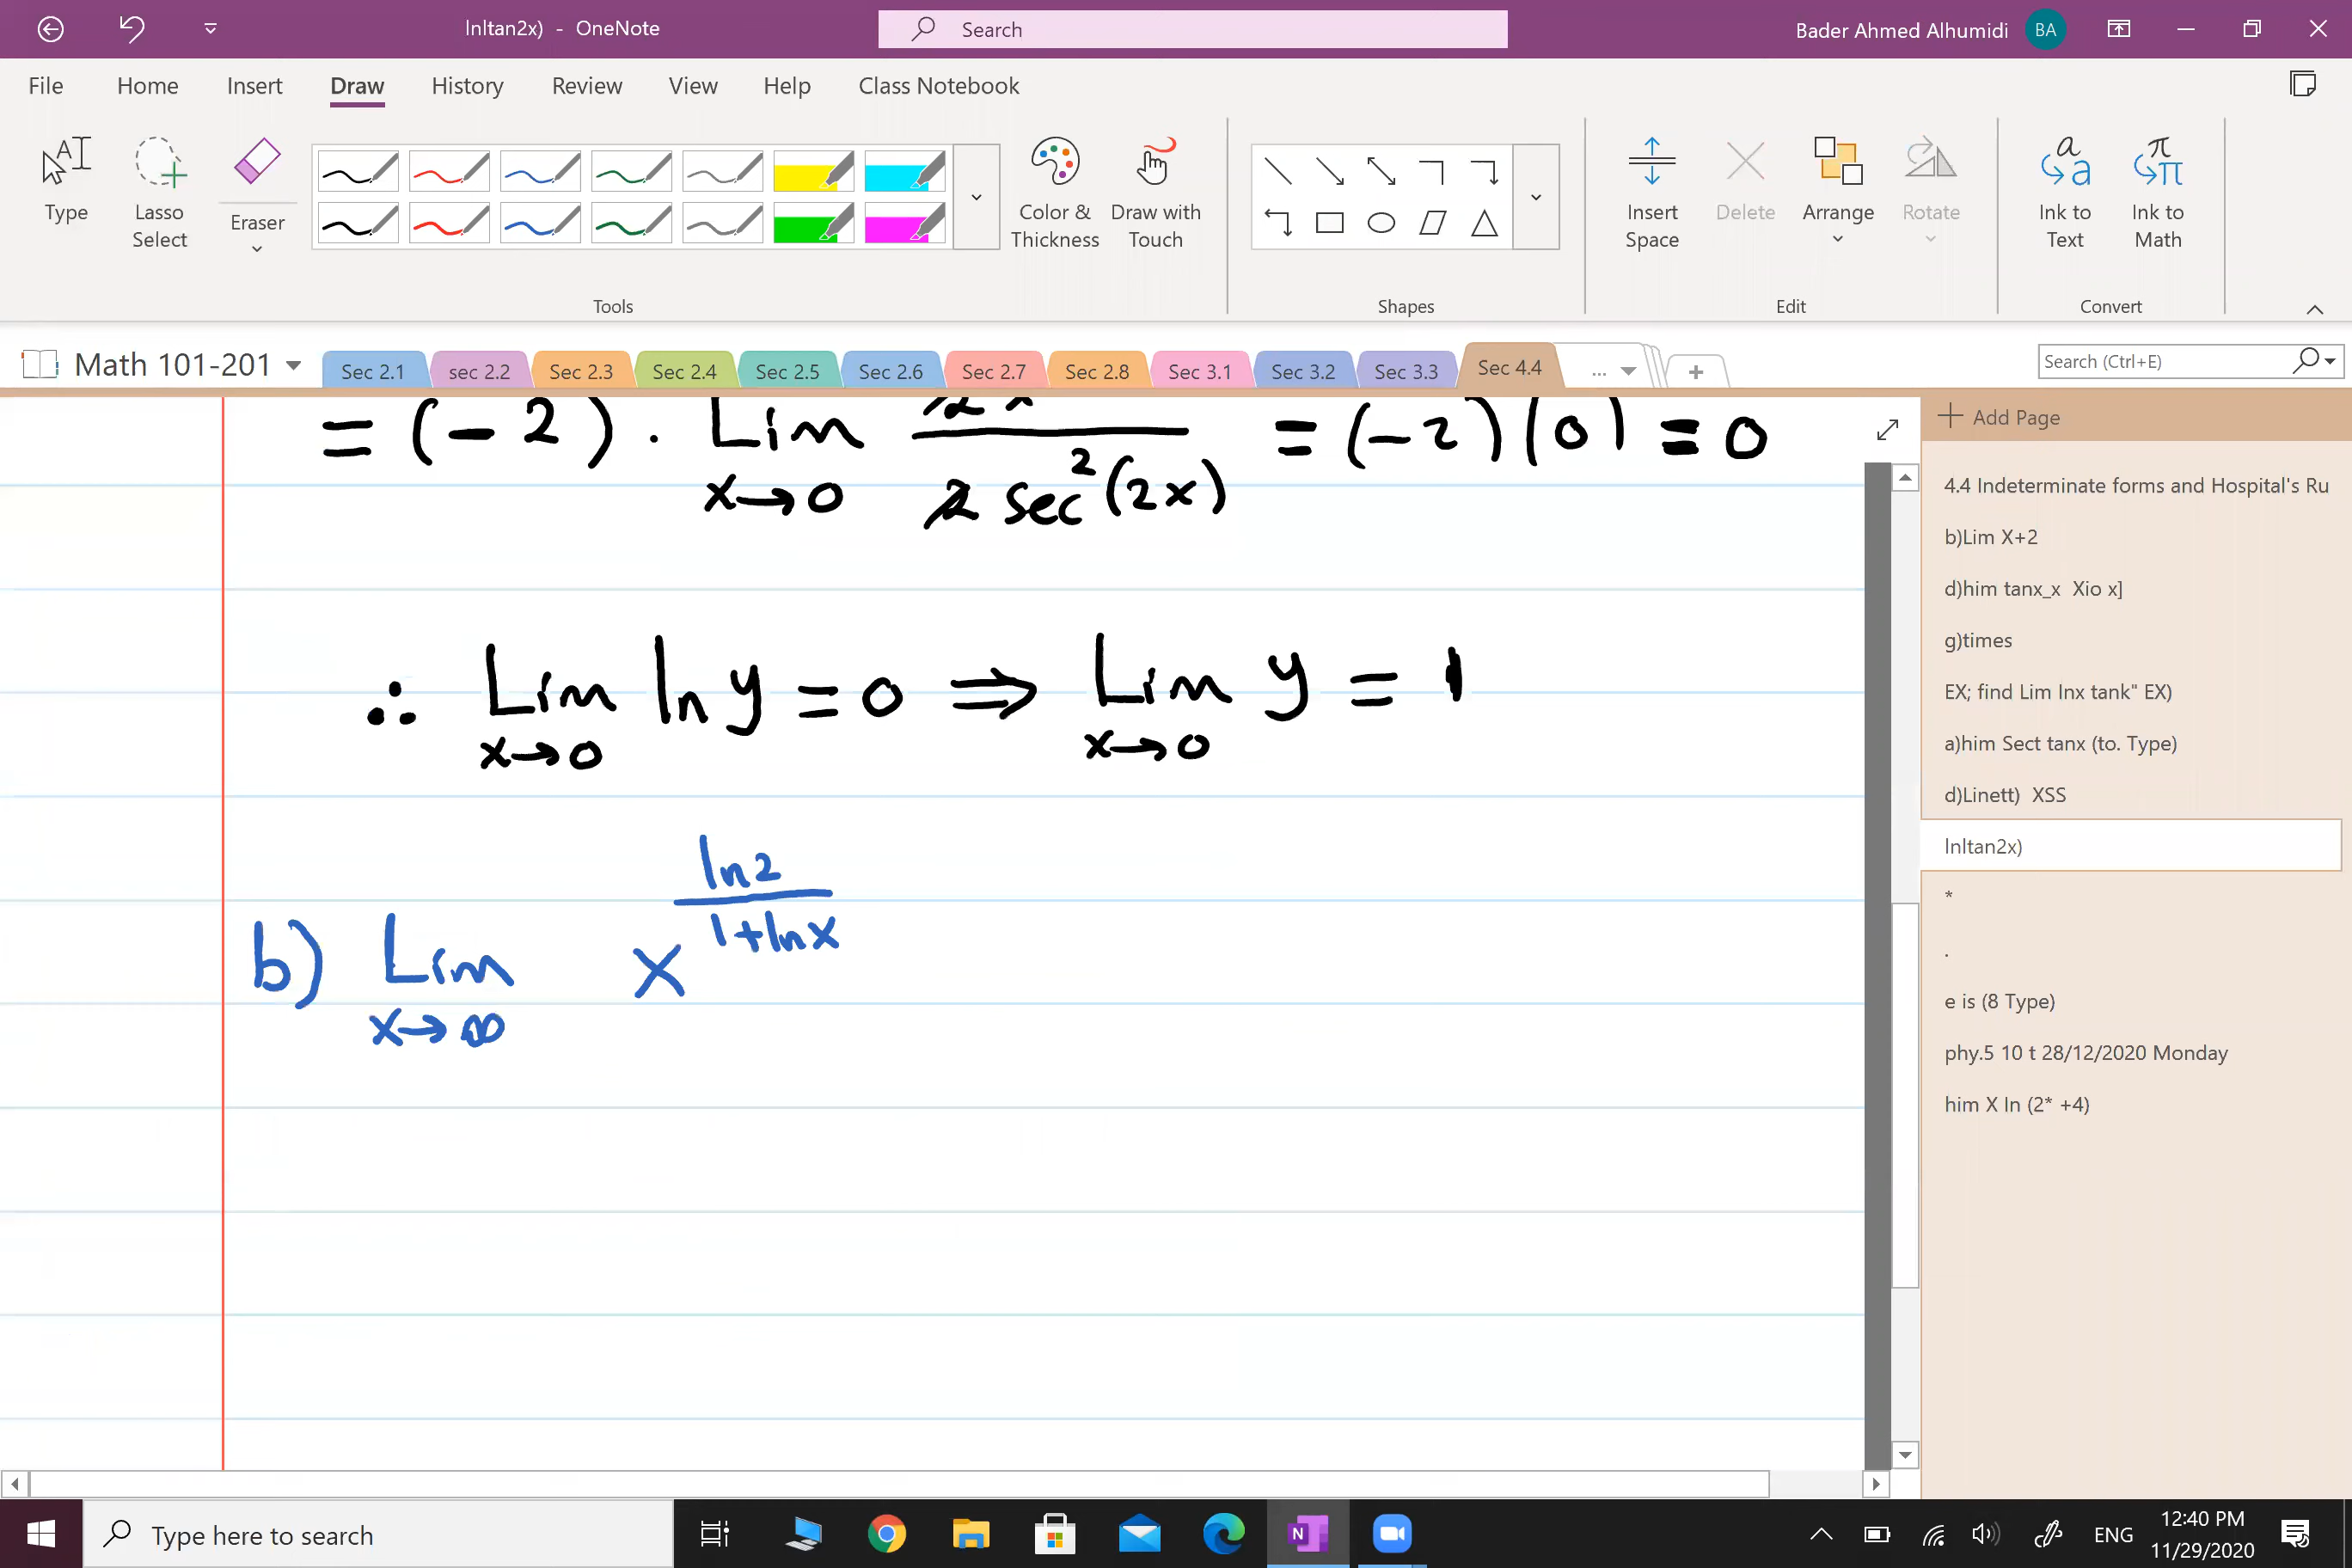 lnltan2x) - OneNote
Search
Bader Ahmed Alhumidi BA
File Home Insert Draw History Review View Help Class Notebook
Type
Lasso Select
Eraser
Color & Thickness
Draw with Touch
Insert Space
Delete
Arrange
Rotate
Ink to Text
Ink to Math
Tools Shapes Edit Convert
Math 101-201 Sec 2.1 sec 2.2 Sec 2.3 Sec 2.4 Sec 2.5 Sec 2.6 Sec 2.7 Sec 2.8 Sec 3.1 Sec 3.2 Sec 3.3 Sec 4.4 ... +
Search (Ctrl+E)
= (-2) . Lim x→0 2x / 2 sec²(2x) = (-2)(0) = 0
∴ Lim x→0 ln y = 0 ⇒ Lim x→0 y = 1
b) Lim x→∞ x^(ln2 / 1+lnx)
Add Page
4.4 Indeterminate forms and Hospital's Ru
b)Lim X+2
d)him tanx_x Xio x]
g)times
EX; find Lim Inx tank" EX)
a)him Sect tanx (to. Type)
d)Linett) XSS
lnltan2x)
*
.
e is (8 Type)
phy.5 10 t 28/12/2020 Monday
him X ln (2* +4)
Type here to search
ENG
12:40 PM
11/29/2020